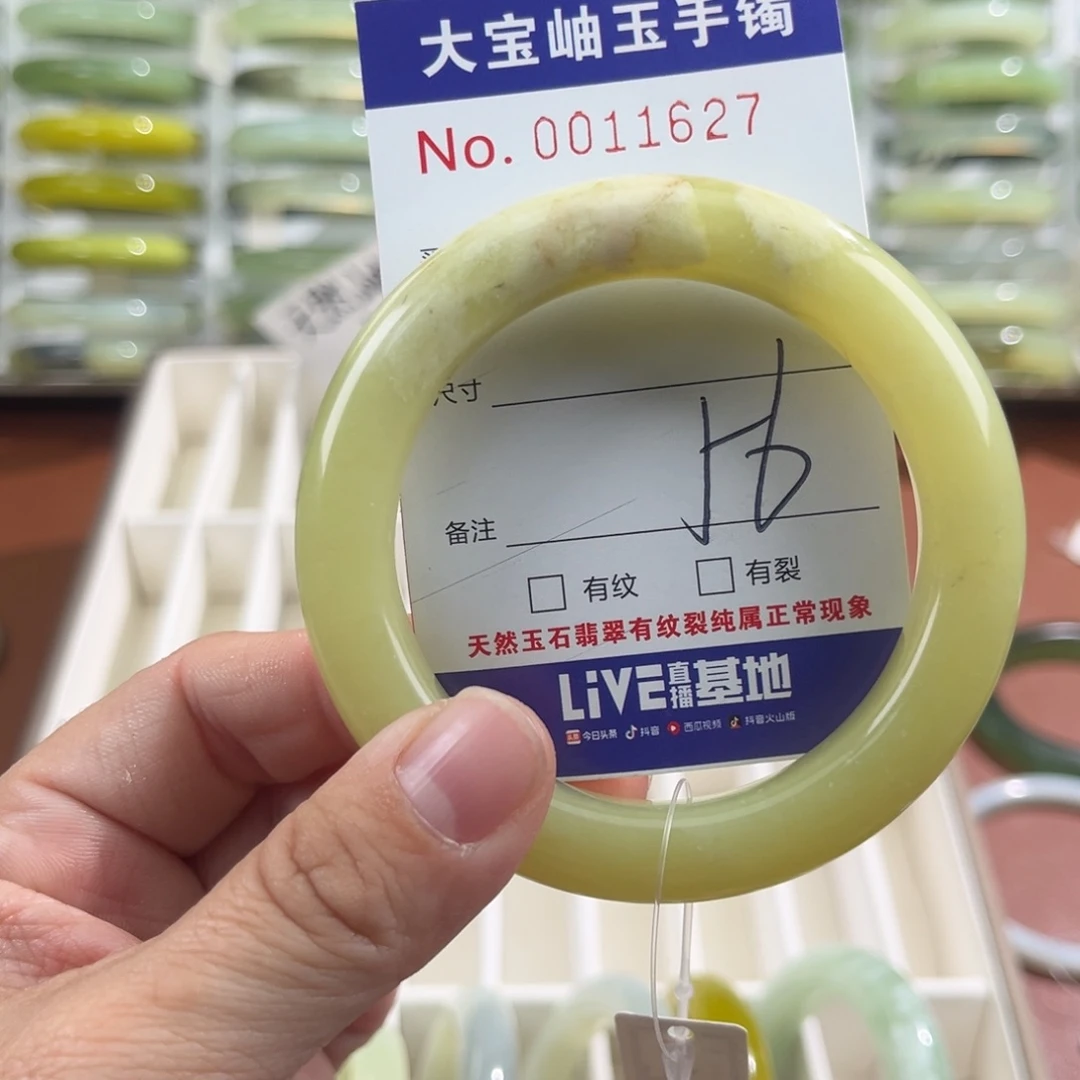 大宝岫玉手镯
No. 0011627
尺寸
56
备注
有纹 有裂
天然玉石翡翠有纹裂纯属正常现象
LiVE直播基地
今日头条 抖音 西瓜视频 抖音火山版